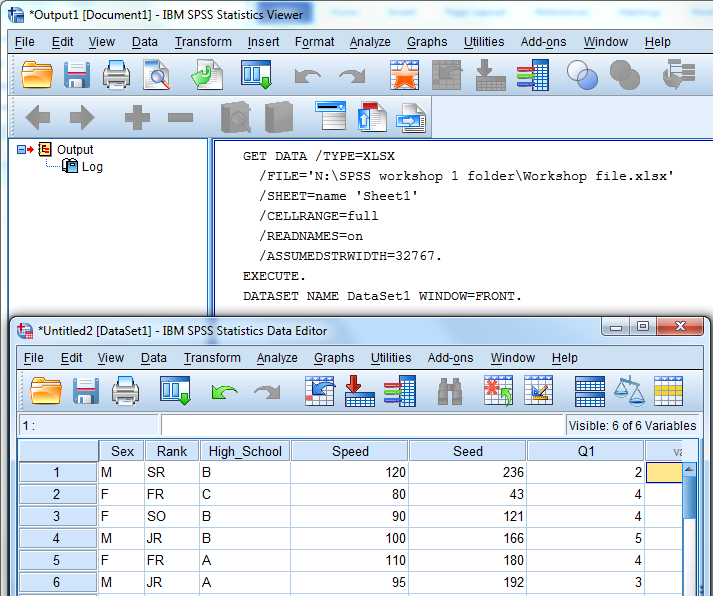 *Output1 [Document1] - IBM SPSS Statistics Viewer
File Edit View Data Transform Insert Format Analyze Graphs Utilities Add-ons Window Help
Output
Log
GET DATA /TYPE=XLSX
/FILE='N:\SPSS workshop 1 folder\Workshop file.xlsx'
/SHEET=name 'Sheet1'
/CELLRANGE=full
/READNAMES=on
/ASSUMEDSTRWIDTH=32767.
EXECUTE.
DATASET NAME DataSet1 WINDOW=FRONT.
*Untitled2 [DataSet1] - IBM SPSS Statistics Data Editor
File Edit View Data Transform Analyze Graphs Utilities Add-ons Window Help
1 : Visible: 6 of 6 Variables
Sex Rank High_School Speed Seed Q1 va
1 M SR B 120 236 2
2 F FR C 80 43 4
3 F SO B 90 121 4
4 M JR B 100 166 5
5 F FR A 110 180 4
6 M JR A 95 192 3